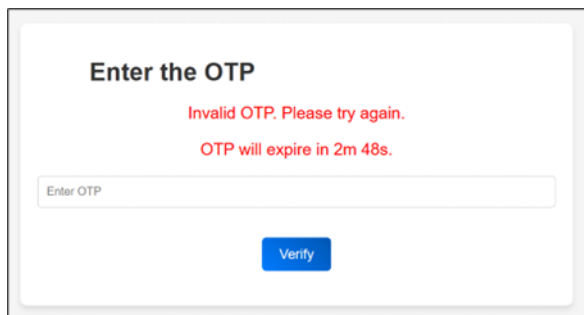 Enter the OTP
Invalid OTP. Please try again.
OTP will expire in 2m 48s.
Enter OTP
Verify